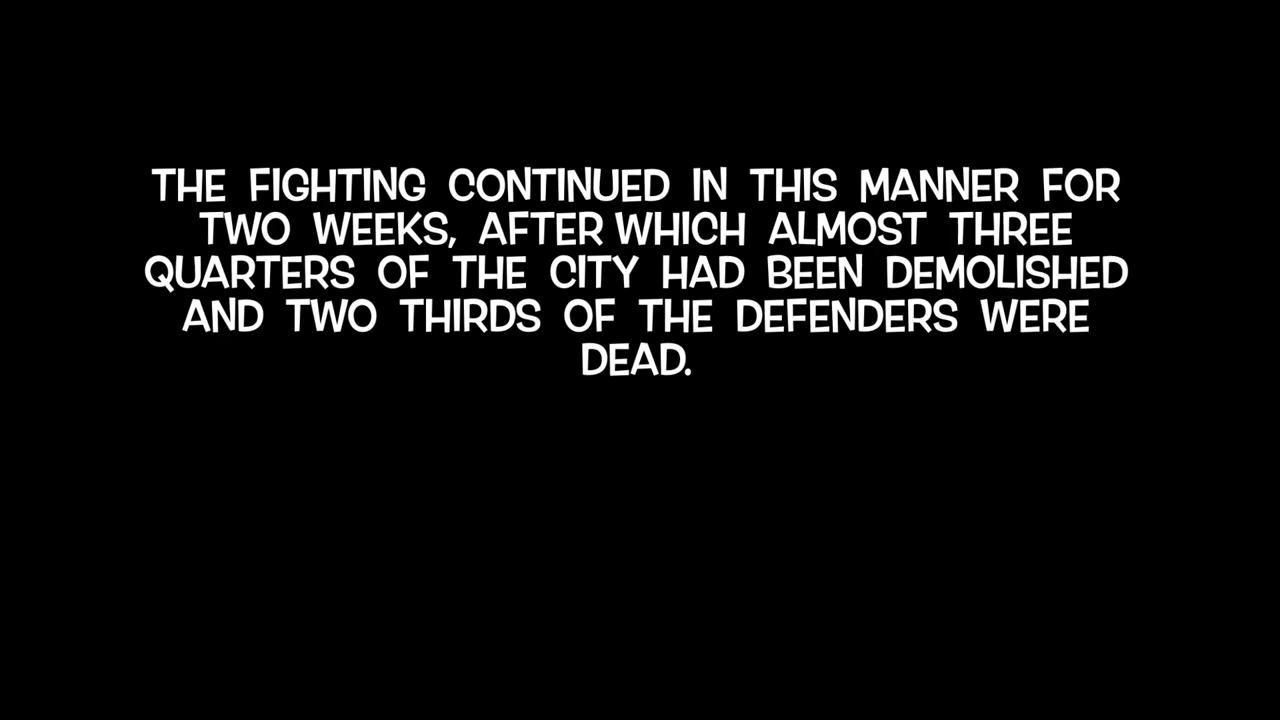 THE FIGHTING CONTINUED IN THIS MANNER FOR
TWO WEEKS, AFTER WHICH ALMOST THREE
QUARTERS OF THE CITY HAD BEEN DEMOLISHED
AND TWO THIRDS OF THE DEFENDERS WERE
DEAD.